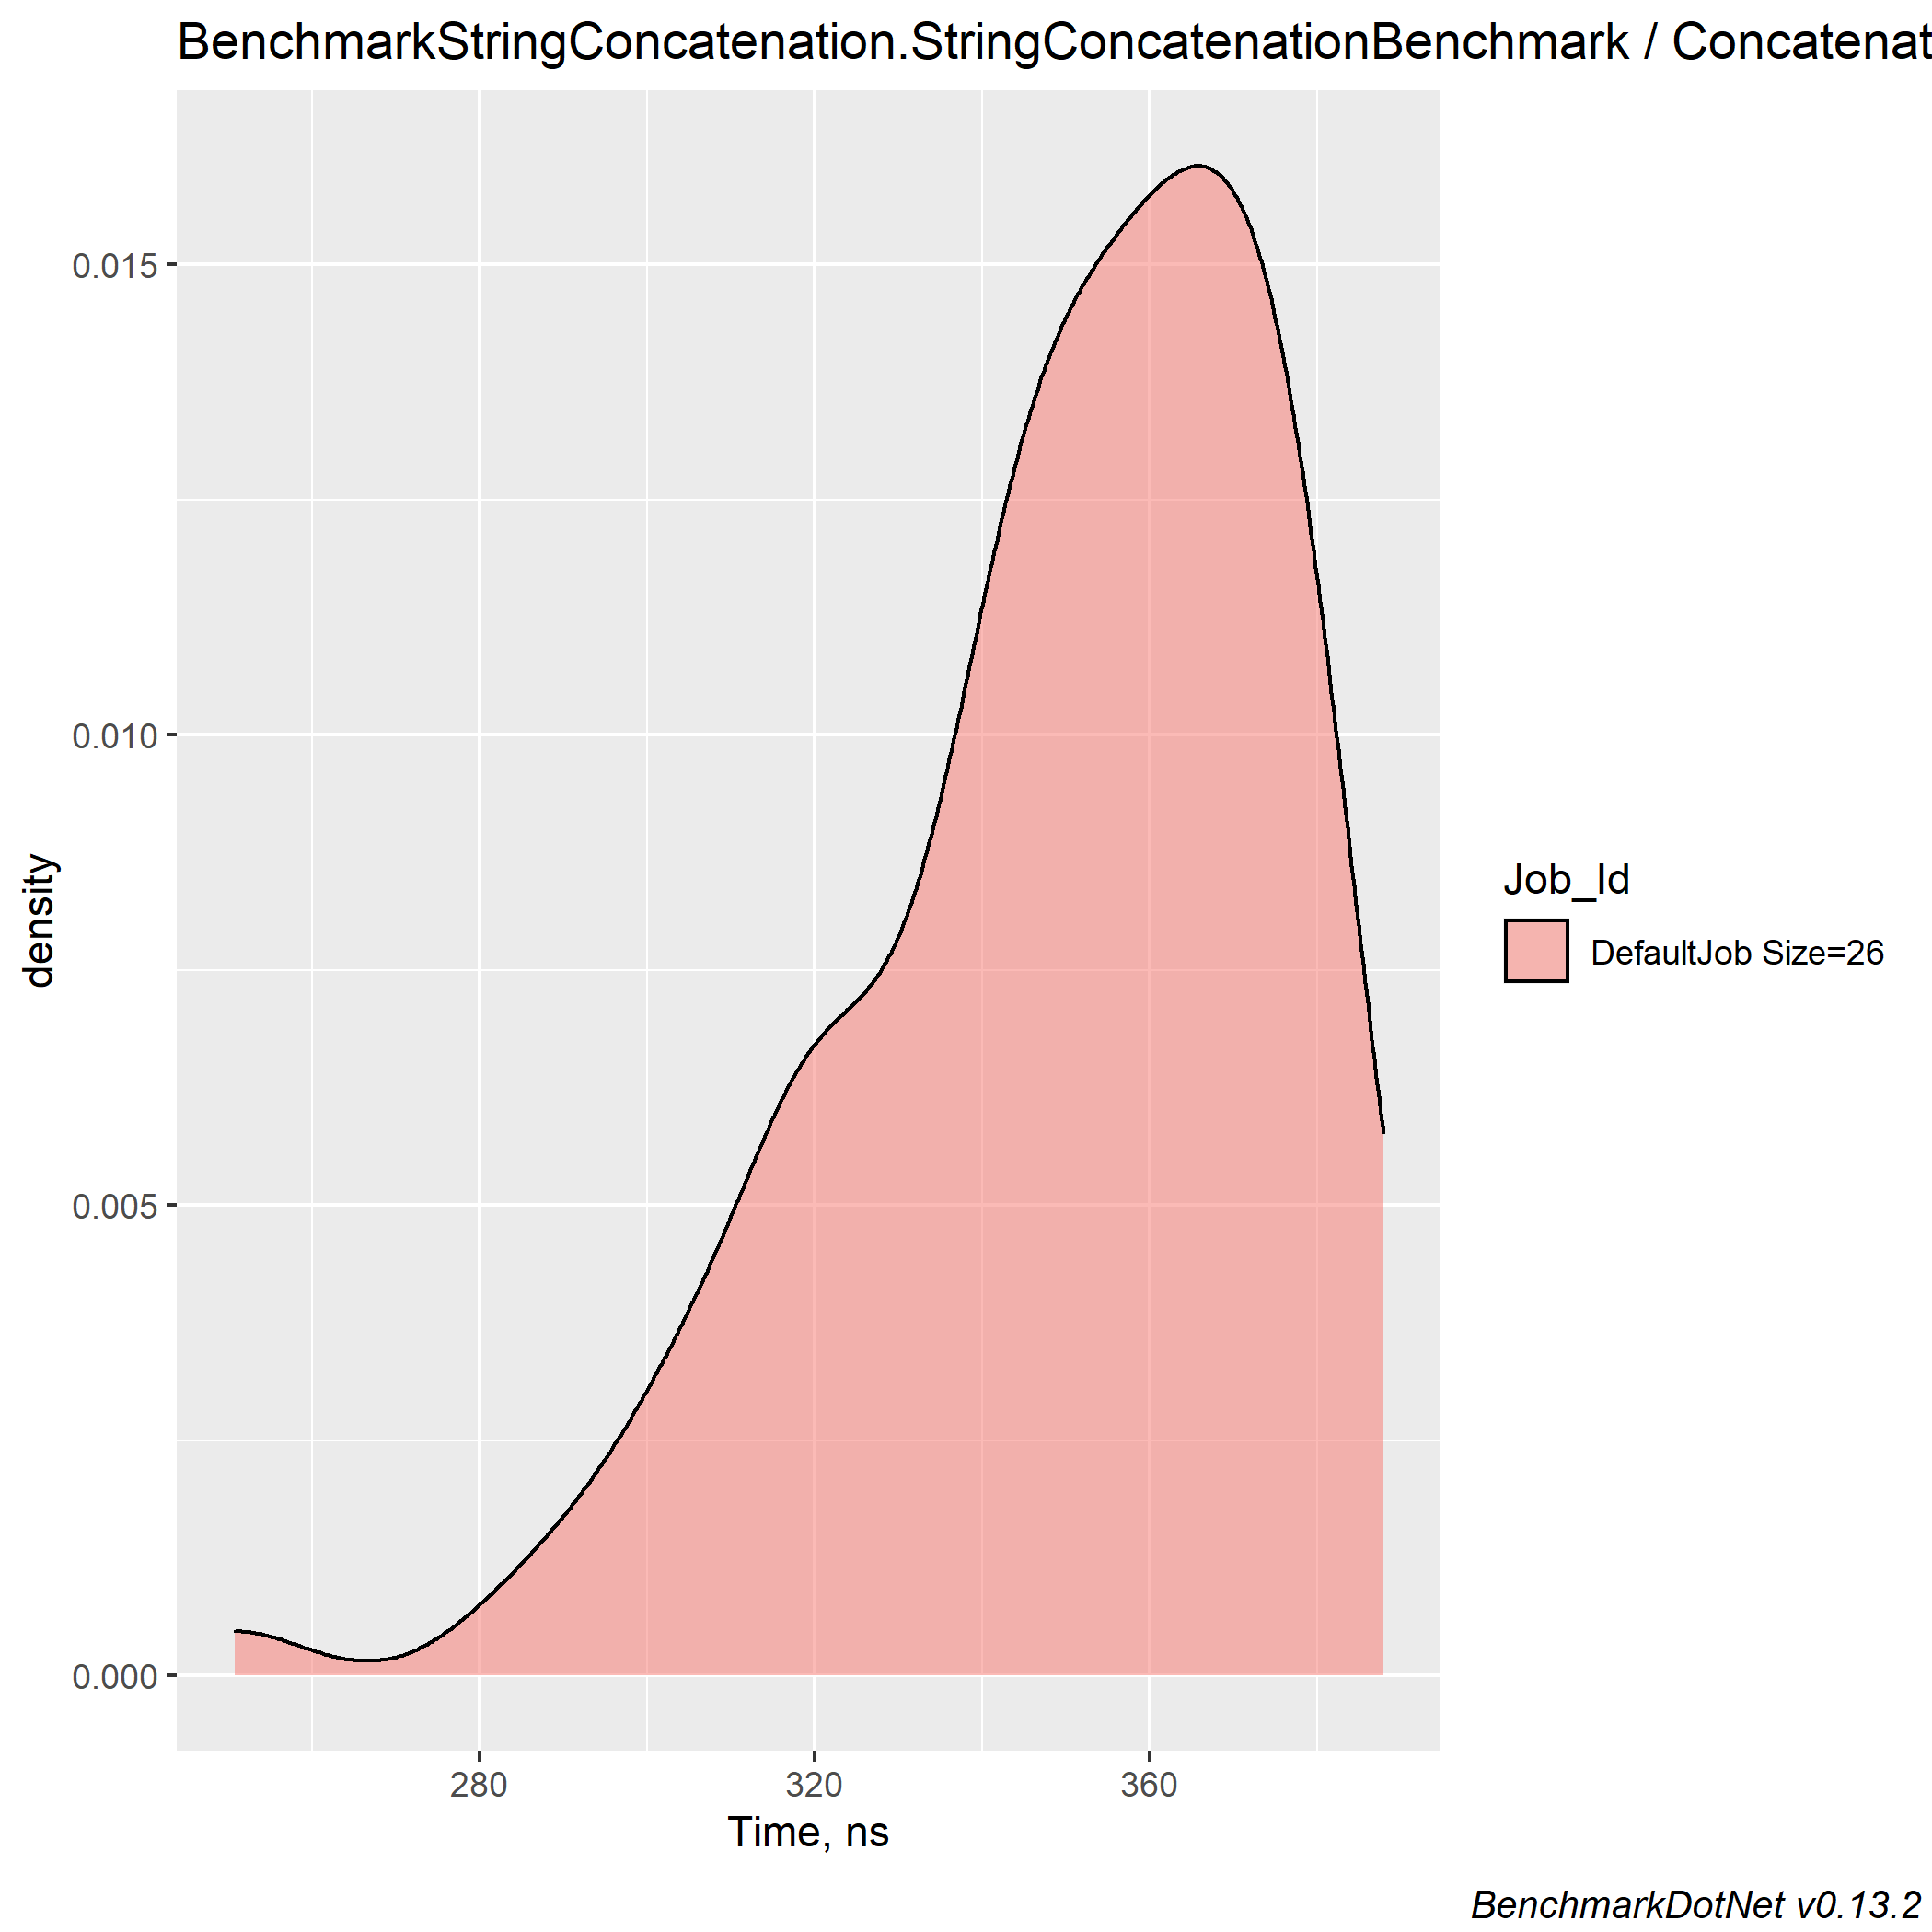 BenchmarkStringConcatenation.StringConcatenationBenchmark / Concatenat
0.015
0.010
0.005
0.000
density
280 320 360
Time, ns
Job_Id
DefaultJob Size=26
BenchmarkDotNet v0.13.2